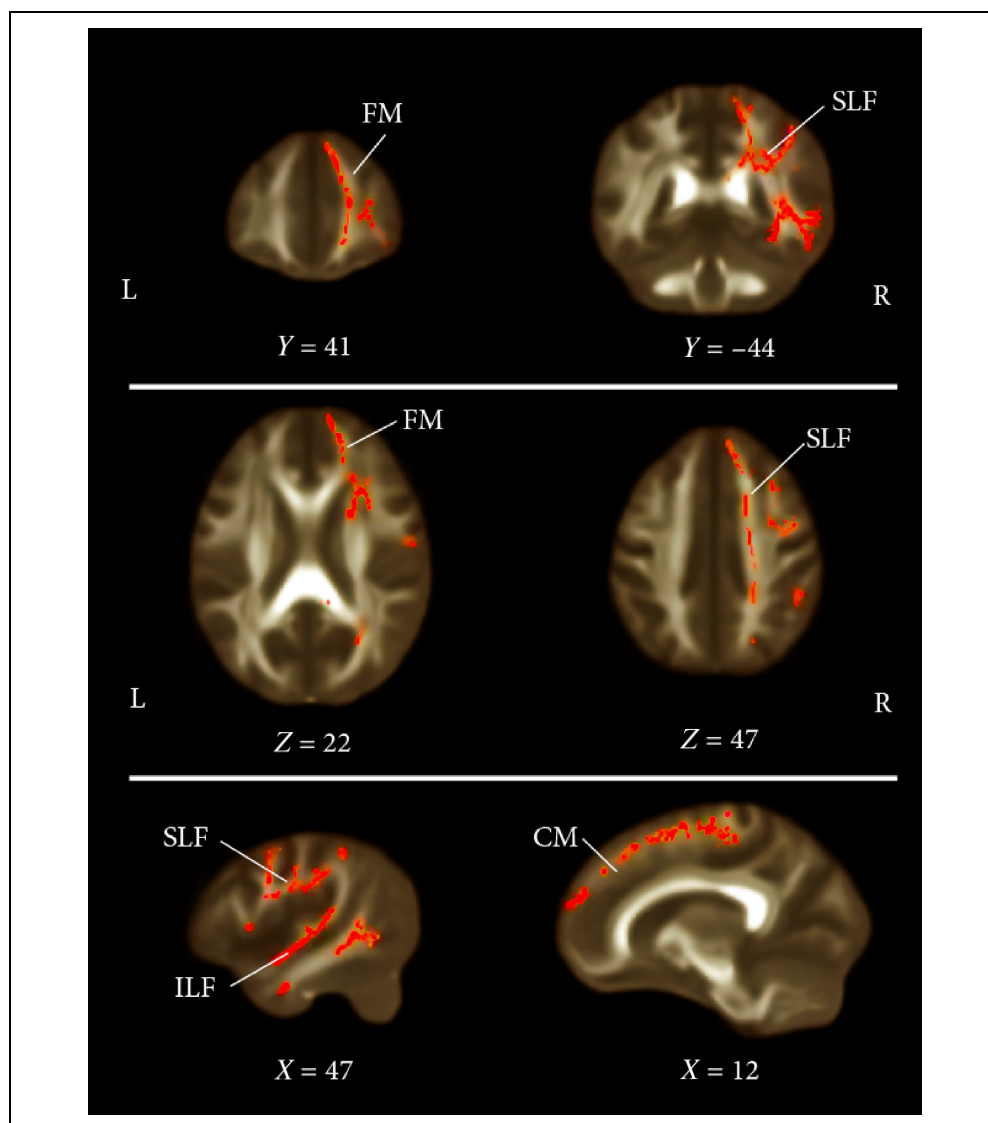 FM
SLF
L
R
Y = 41
Y = −44
FM
SLF
L
R
Z = 22
Z = 47
SLF
CM
ILF
X = 47
X = 12